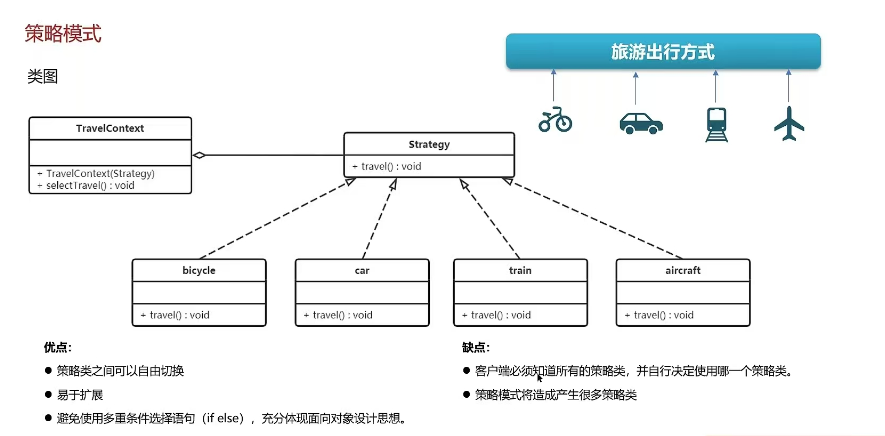 策略模式
旅游出行方式
类图
TravelContext
+ TravelContext(Strategy)
+ selectTravel() : void
Strategy
+ travel() : void
bicycle
+ travel() : void
car
+ travel() : void
train
+ travel() : void
aircraft
+ travel() : void
优点：
● 策略类之间可以自由切换
● 易于扩展
● 避免使用多重条件选择语句（if else），充分体现面向对象设计思想。
缺点：
● 客户端必须知道所有的策略类，并自行决定使用哪一个策略类。
● 策略模式将造成产生很多策略类